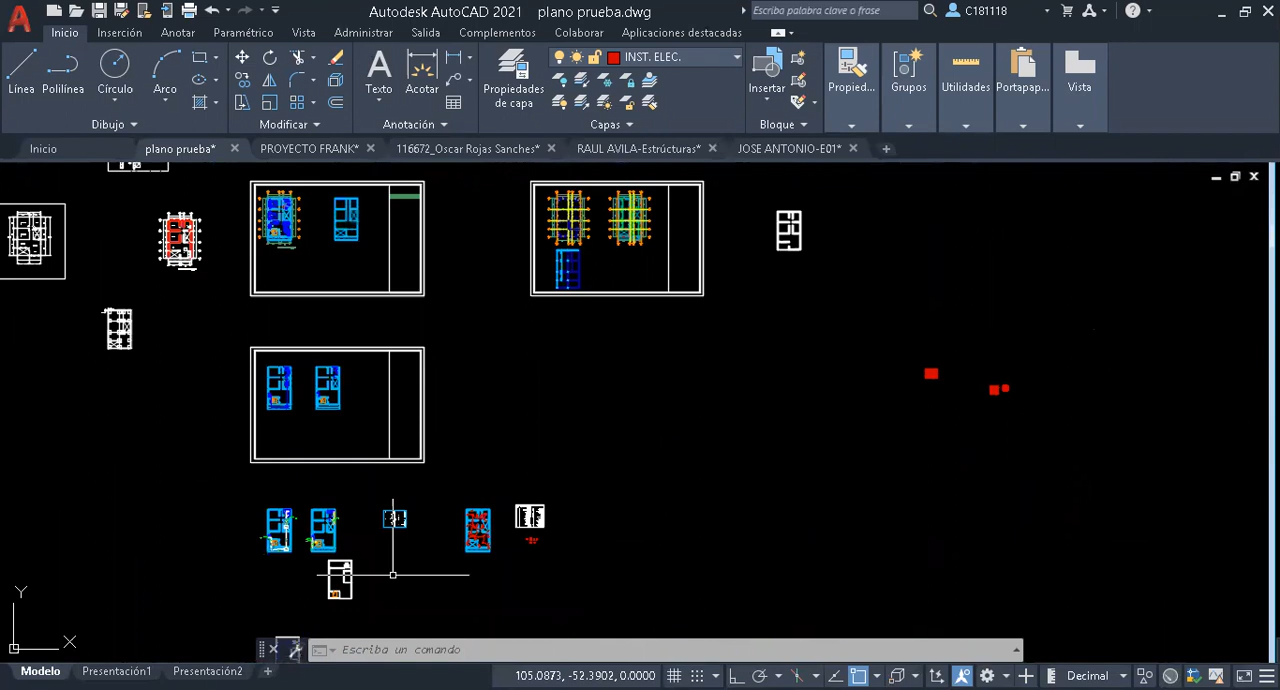 Autodesk AutoCAD 2021 plano prueba.dwg
Escriba palabra clave o frase
C181118
Inicio Inserción Anotar Paramétrico Vista Administrar Salida Complementos Colaborar Aplicaciones destacadas
INST. ELEC.
Línea Polilínea Círculo Arco
Texto Acotar
Propiedades de capa
Insertar
Propied...
Grupos
Utilidades
Portapap...
Vista
Dibujo Modificar Anotación Capas Bloque
Inicio plano prueba* PROYECTO FRANK* 116672_Oscar Rojas Sanches* RAUL AVILA-Estrúcturas* JOSE ANTONIO-E01*
Y
X
Escriba un comando
Modelo Presentación1 Presentación2
105.0873, -52.3902, 0.0000
Decimal